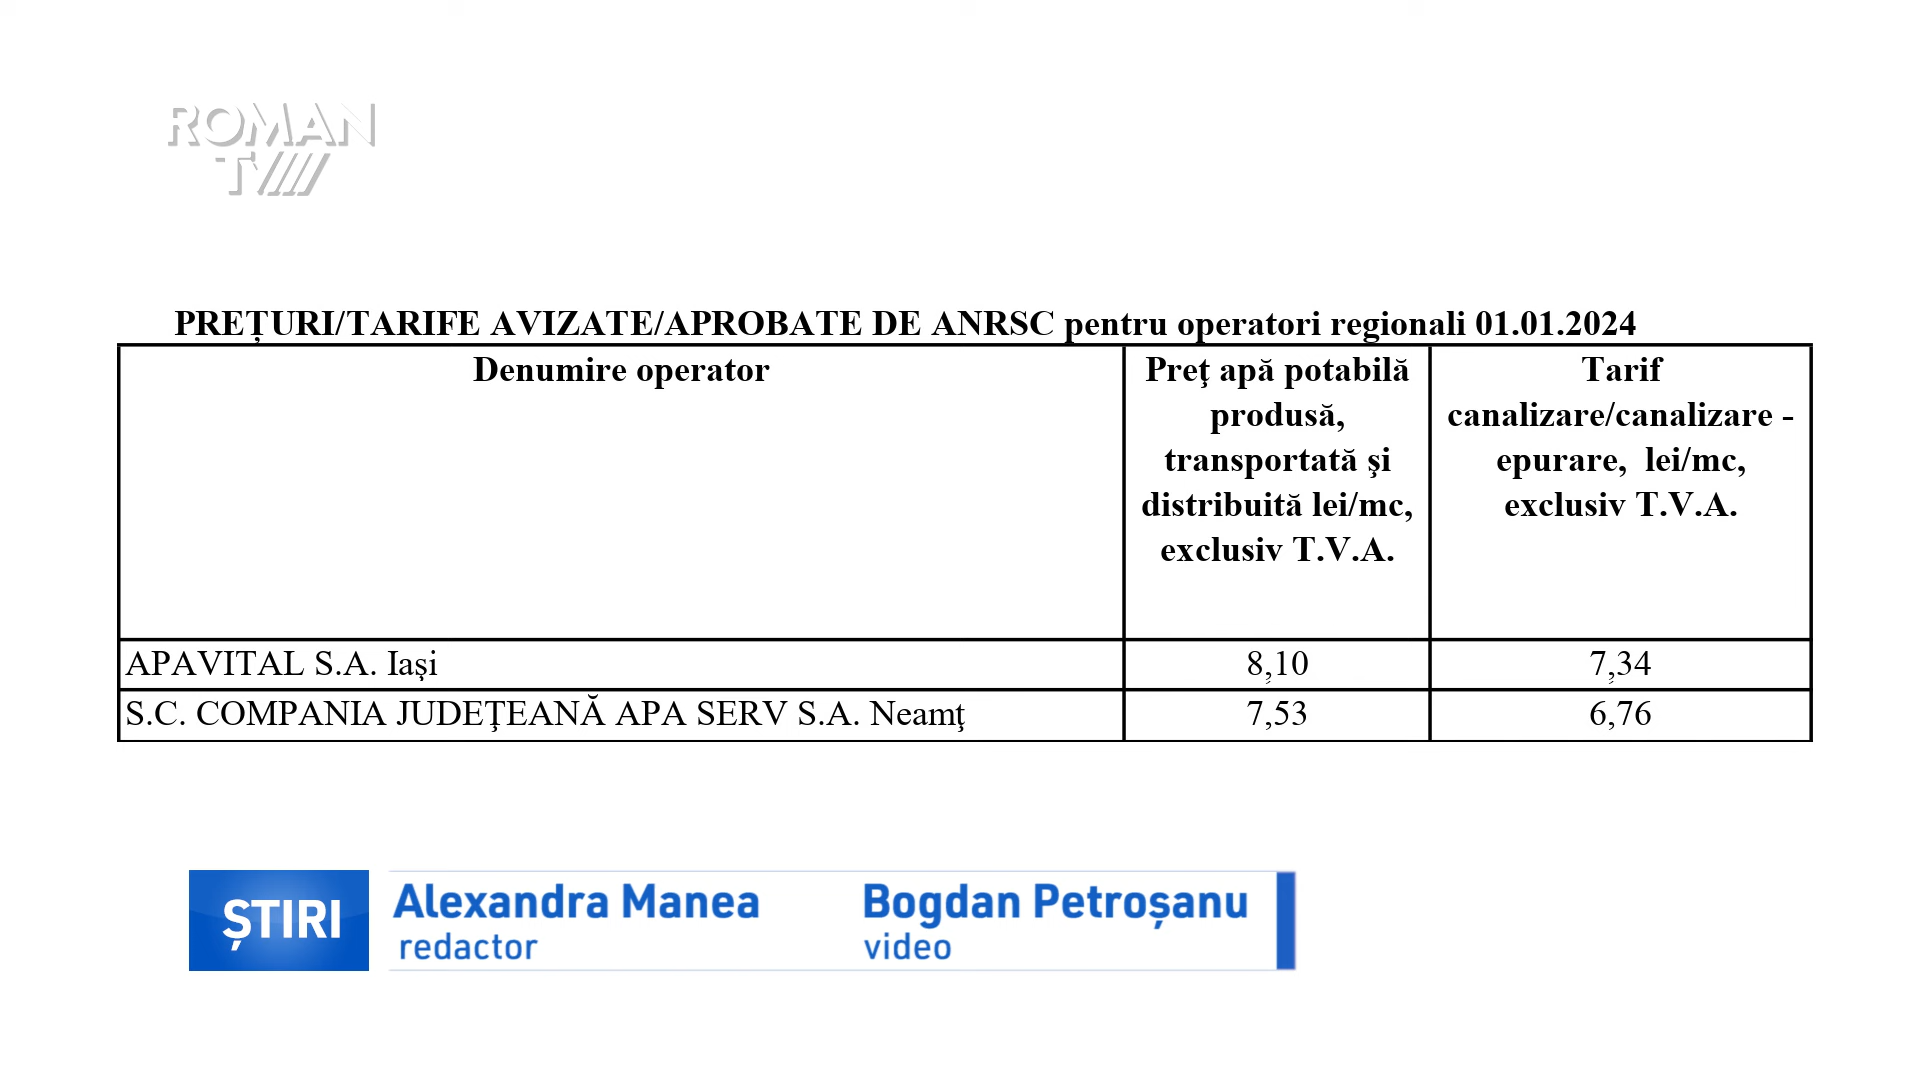 ROMAN
TV
PREȚURI/TARIFE AVIZATE/APROBATE DE ANRSC pentru operatori regionali 01.01.2024
Denumire operator
Preţ apă potabilă
produsă,
transportată şi
distribuită lei/mc,
exclusiv T.V.A.
Tarif
canalizare/canalizare -
epurare, lei/mc,
exclusiv T.V.A.
APAVITAL S.A. Iaşi
8,10
7,34
S.C. COMPANIA JUDEŢEANĂ APA SERV S.A. Neamţ
7,53
6,76
ȘTIRI
Alexandra Manea
redactor
Bogdan Petroșanu
video